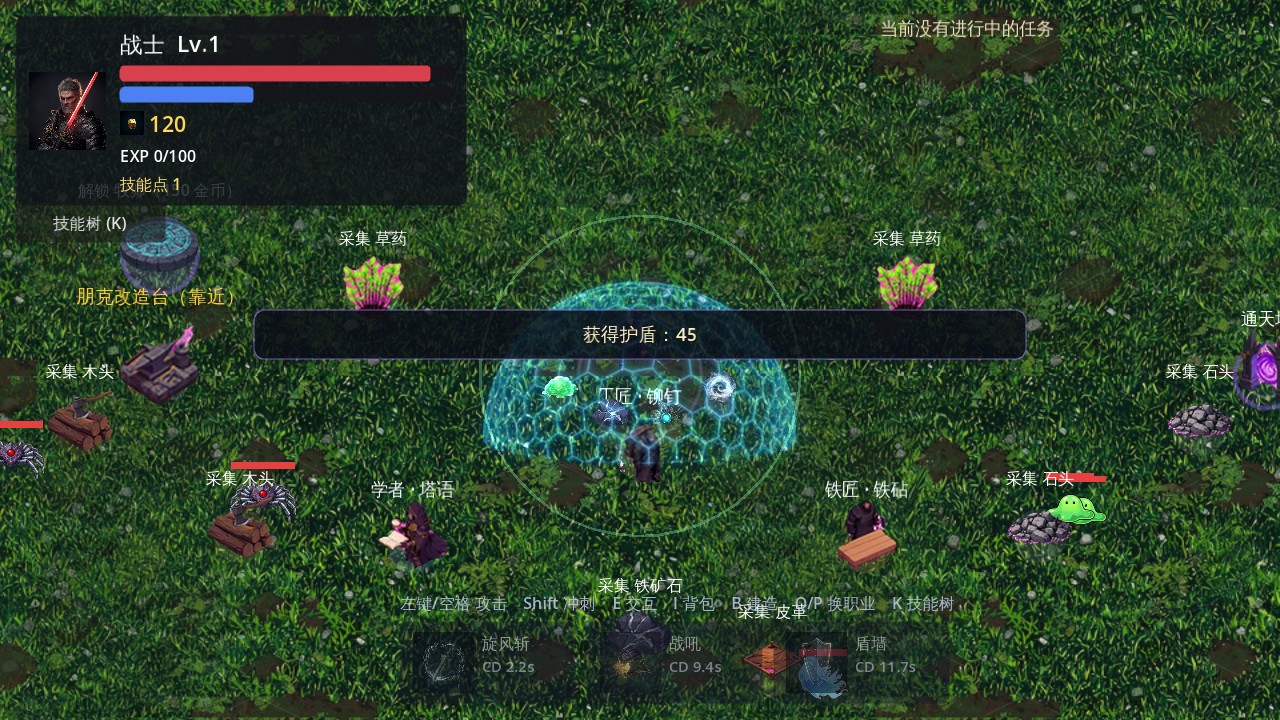 战士 Lv.1
120
EXP 0/100
技能点 1
解锁
0 金币）
技能树 (K)
当前没有进行中的任务
采集 草药
采集 草药
朋克改造台（靠近）
获得护盾：45
通天
采集 木头
采集 石头
工匠 · 铆钉
采集 木头
学者 · 塔语
铁匠 · 铁砧
采集 石头
采集 铁矿石
左键/空格 攻击 Shift 冲刺 E 交互 I 背包 B 建造 O/P 换职业 K 技能树
采集 皮革
旋风斩
CD 2.2s
战吼
CD 9.4s
盾墙
CD 11.7s